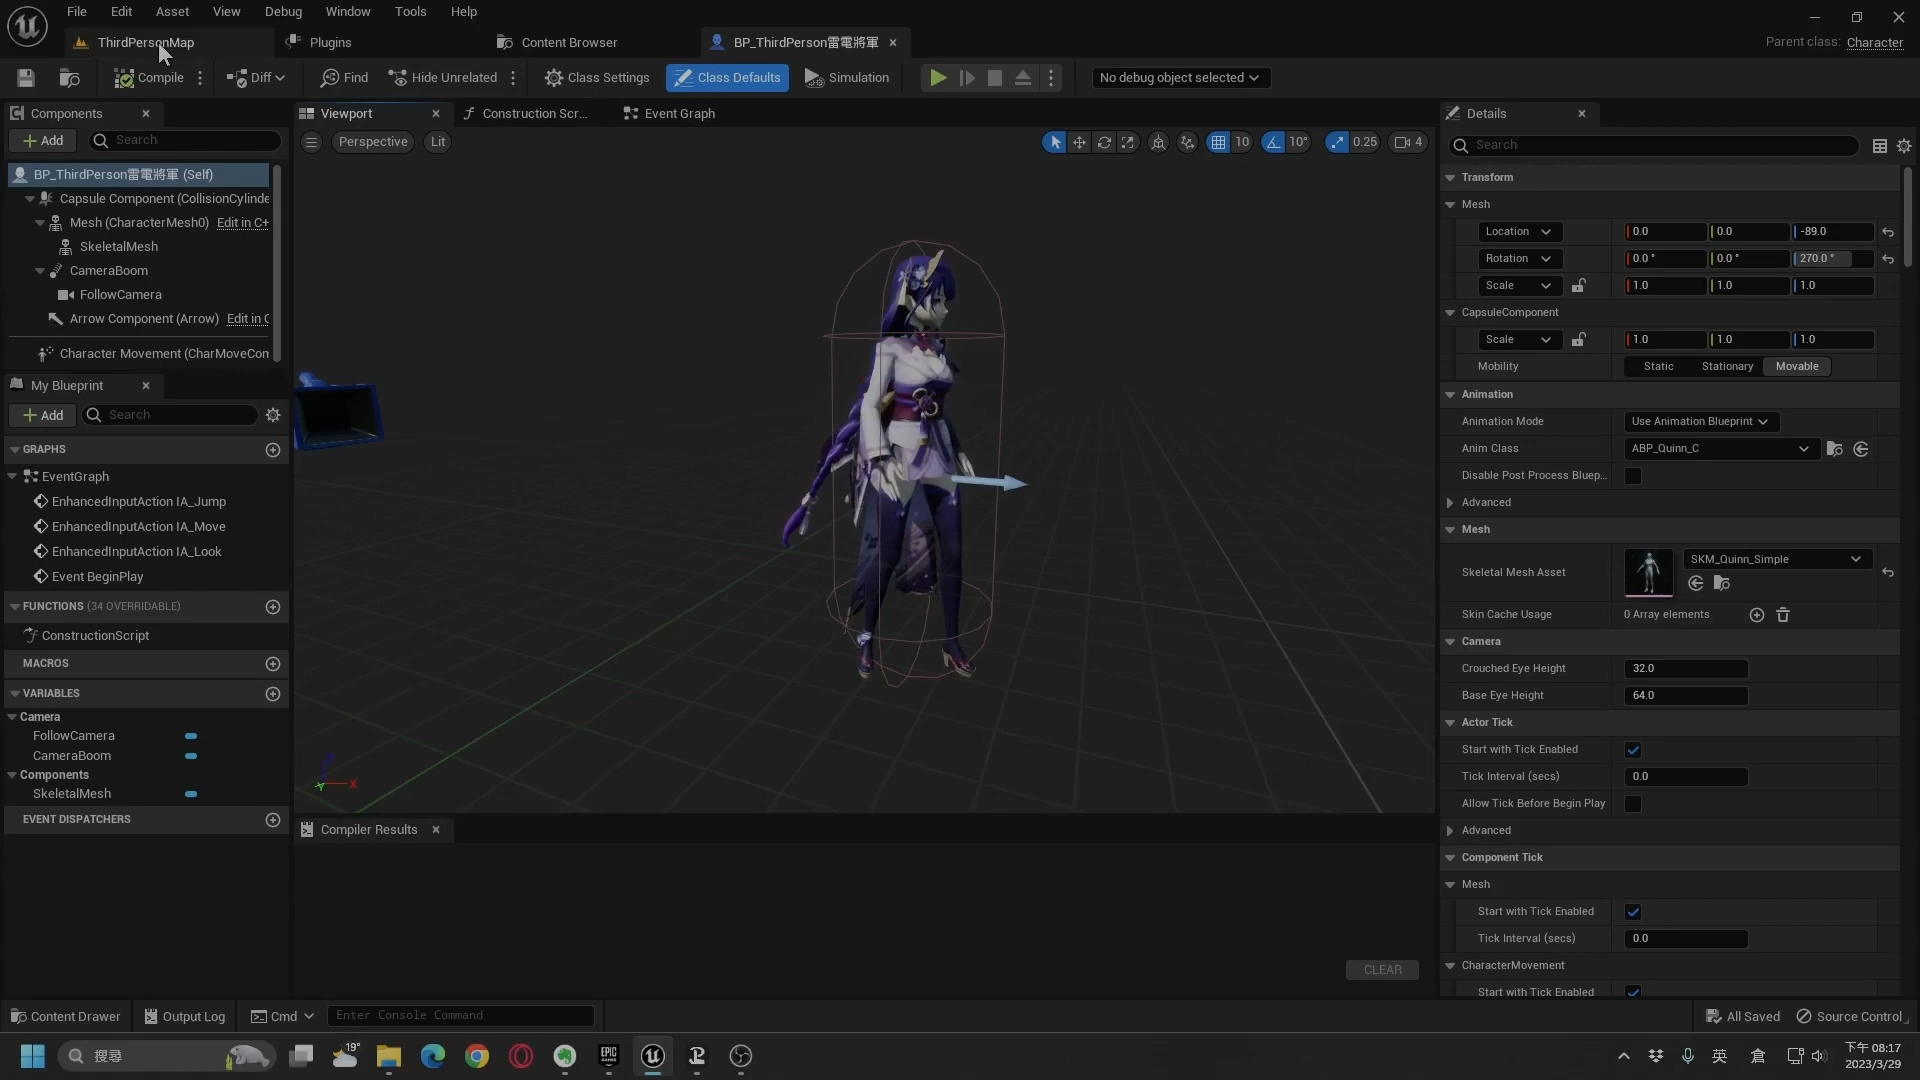 File Edit Asset View Debug Window Tools Help
ThirdPersonMap Plugins Content Browser BP_ThirdPerson雷電將軍
Parent class: Character
Compile Diff Find Hide Unrelated Class Settings Class Defaults Simulation No debug object selected
Components
Add Search
BP_ThirdPerson雷電將軍 (Self)
Capsule Component (CollisionCylinde
Mesh (CharacterMesh0) Edit in C+
SkeletalMesh
CameraBoom
FollowCamera
Arrow Component (Arrow) Edit in C
Character Movement (CharMoveCon
My Blueprint
Add Search
GRAPHS
EventGraph
EnhancedInputAction IA_Jump
EnhancedInputAction IA_Move
EnhancedInputAction IA_Look
Event BeginPlay
FUNCTIONS (34 OVERRIDABLE)
ConstructionScript
MACROS
VARIABLES
Camera
FollowCamera
CameraBoom
Components
SkeletalMesh
EVENT DISPATCHERS
Viewport Construction Scr... Event Graph
Perspective Lit 10 10° 0.25 4
X
Y
Compiler Results
CLEAR
Details
Search
Transform
Mesh
Location 0.0 0.0 -89.0
Rotation 0.0 ° 0.0 ° 270.0 °
Scale 1.0 1.0 1.0
CapsuleComponent
Scale 1.0 1.0 1.0
Mobility Static Stationary Movable
Animation
Animation Mode Use Animation Blueprint
Anim Class ABP_Quinn_C
Disable Post Process Bluep...
Advanced
Mesh
Skeletal Mesh Asset SKM_Quinn_Simple
Skin Cache Usage 0 Array elements
Camera
Crouched Eye Height 32.0
Base Eye Height 64.0
Actor Tick
Start with Tick Enabled
Tick Interval (secs) 0.0
Allow Tick Before Begin Play
Advanced
Component Tick
Mesh
Start with Tick Enabled
Tick Interval (secs) 0.0
CharacterMovement
Start with Tick Enabled
Content Drawer Output Log Cmd Enter Console Command All Saved Source Control
搜尋 19° EPIC GAMES 英 倉 下午 08:17
2023/3/29